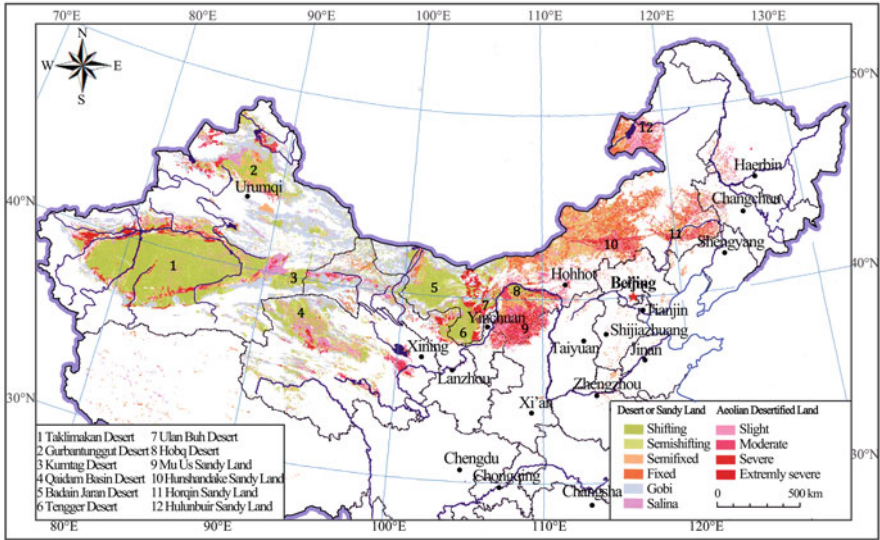 70°E 80°E 90°E 100°E 110°E 120°E 130°E
N
W E
S
50°N
12
Haerbin
2
Urumqi
Changchun
40°N
11
10
Shengyang
1
3
5
Hohhot
Beijing
40°N
8
7
4
Yinchuan
Tianjin
6
9
Shijiazhuang
Xining
Taiyuan
Jinan
Lanzhou
Zhengzhou
30°N
Xi'an
Desert or Sandy Land Aeolian Desertified Land
Shifting Slight
Semishifting Moderate
Semifixed Severe
Fixed Extremly severe
Gobi 0 500 km
Salina
30°N
1 Taklimakan Desert 7 Ulan Buh Desert
2 Gurbantunggut Desert 8 Hobq Desert
3 Kumtag Desert 9 Mu Us Sandy Land
4 Qaidam Basin Desert 10 Hunshandake Sandy Land
5 Badain Jaran Desert 11 Horqin Sandy Land
6 Tengger Desert 12 Hulunbuir Sandy Land
Chengdu
Chongqing
Changsha
80°E 90°E 100°E 110°E 120°E